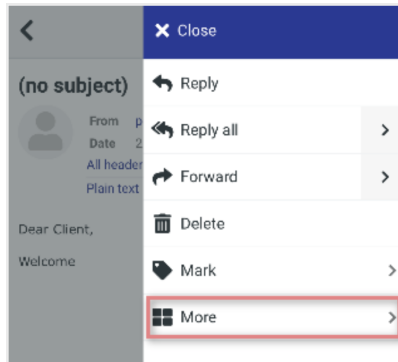 Close
(no subject)
Reply
From p
Reply all
Date 2
All header
Forward
Plain text
Delete
Dear Client,
Welcome
Mark
More